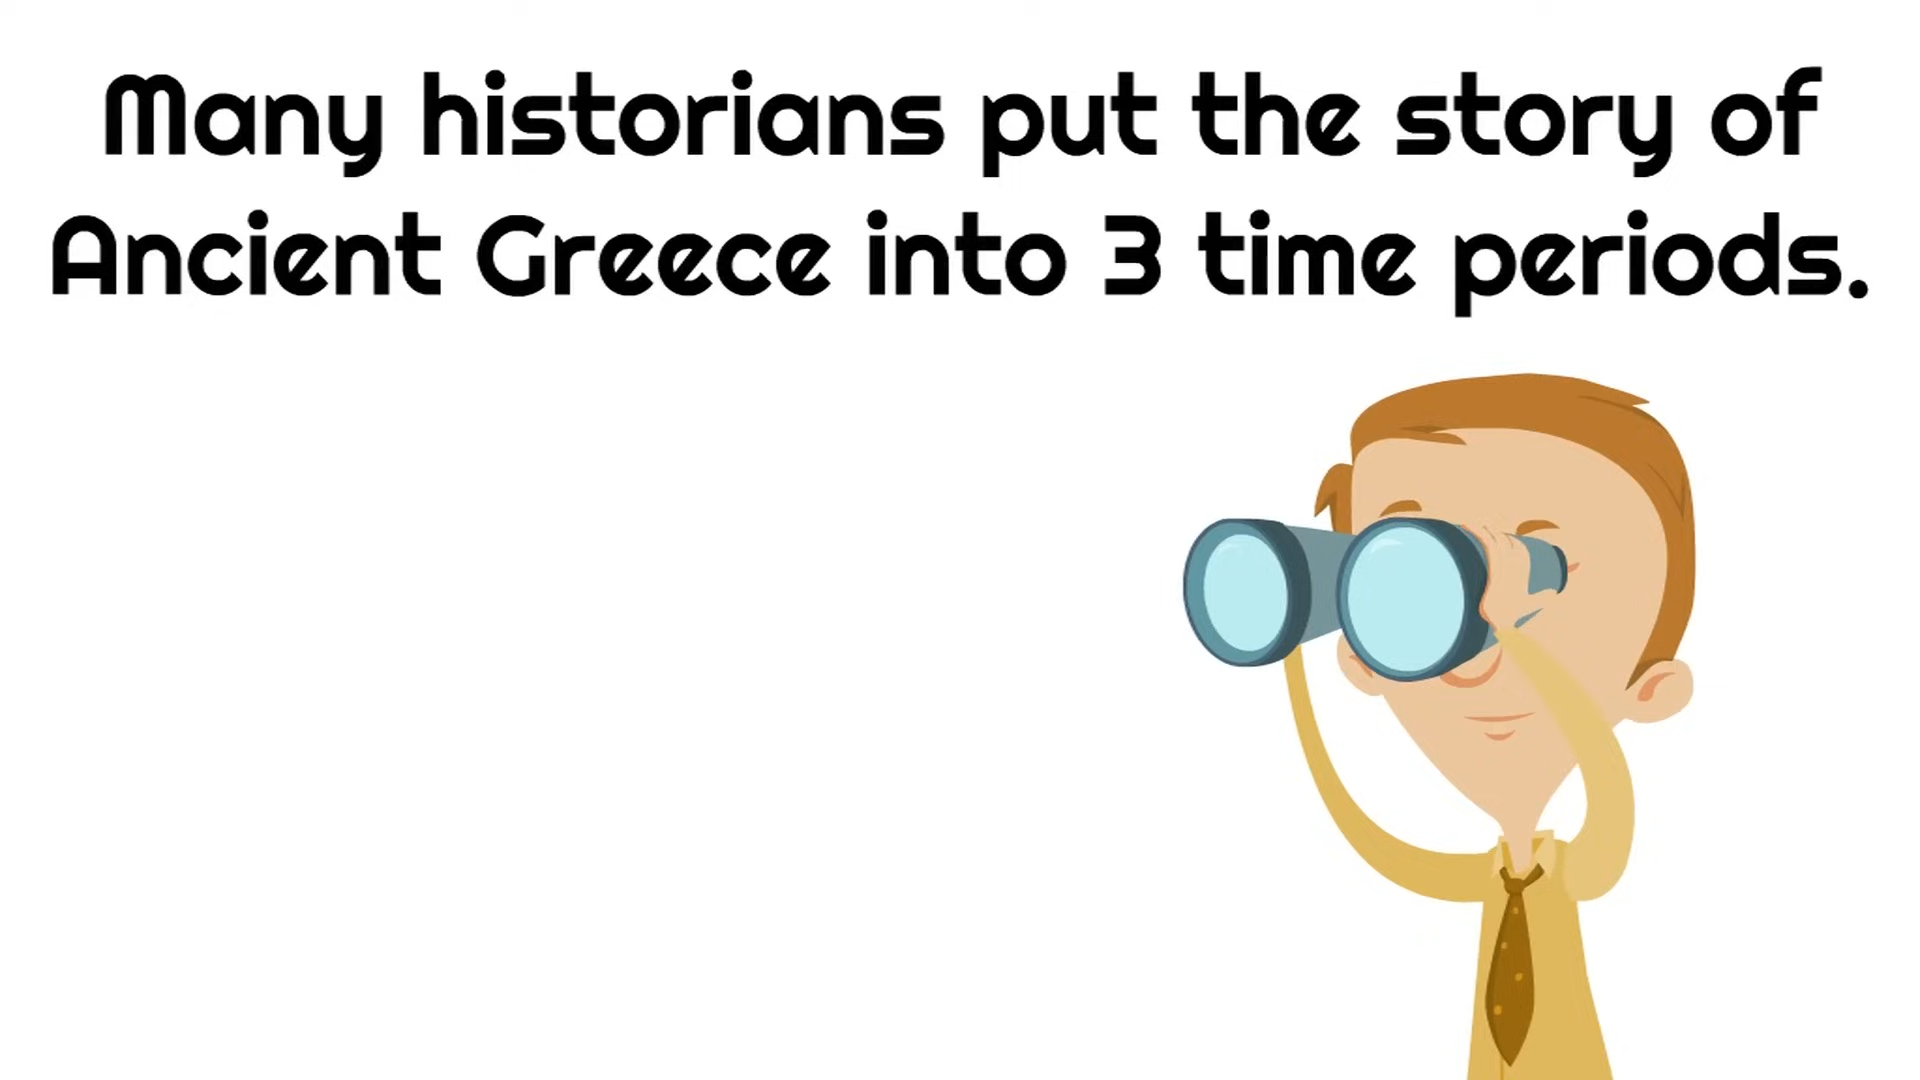 Many historians put the story of
Ancient Greece into 3 time periods.